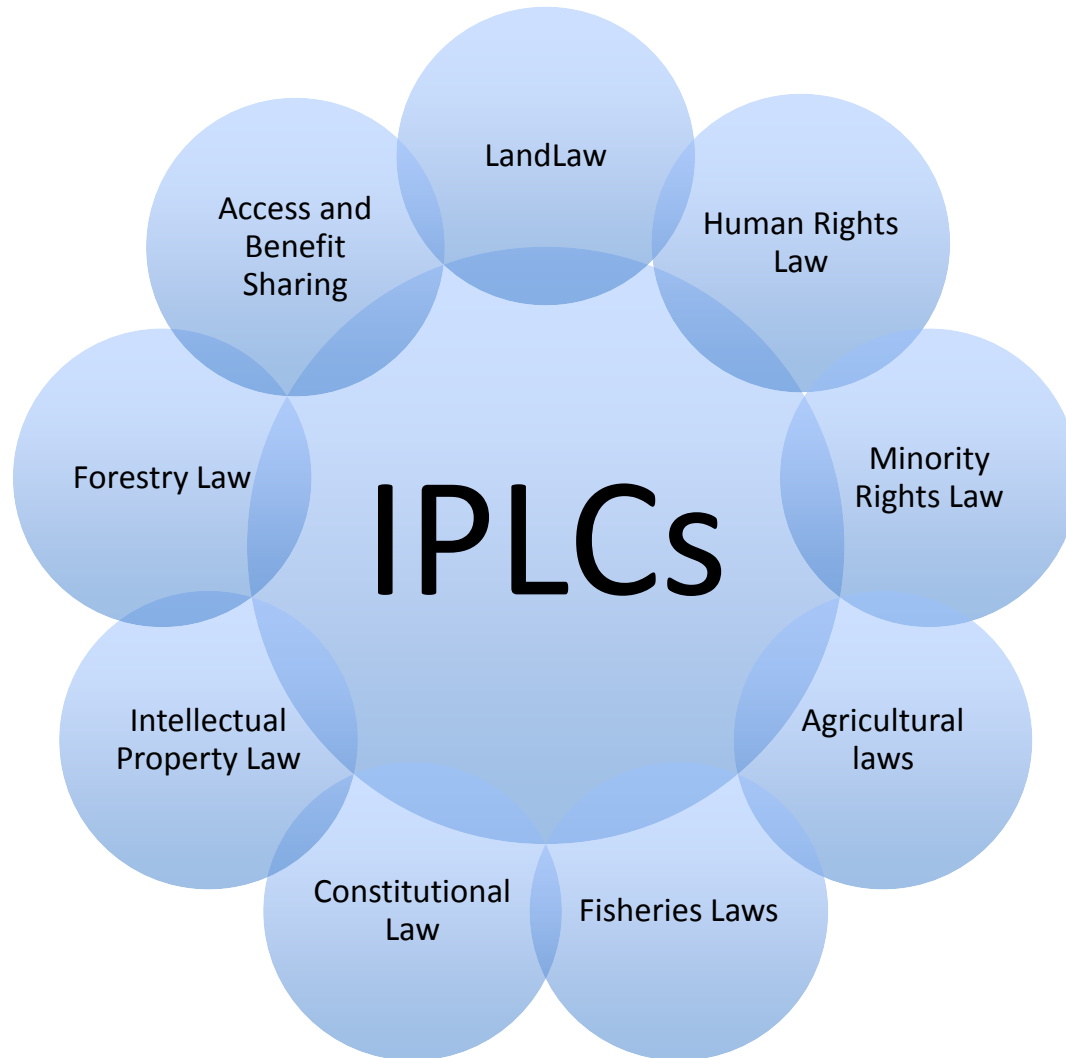 LandLaw
Human Rights
Law
Minority
Rights Law
Agricultural
laws
Fisheries Laws
Constitutional
Law
Intellectual
Property Law
Forestry Law
Access and
Benefit
Sharing
IPLCs